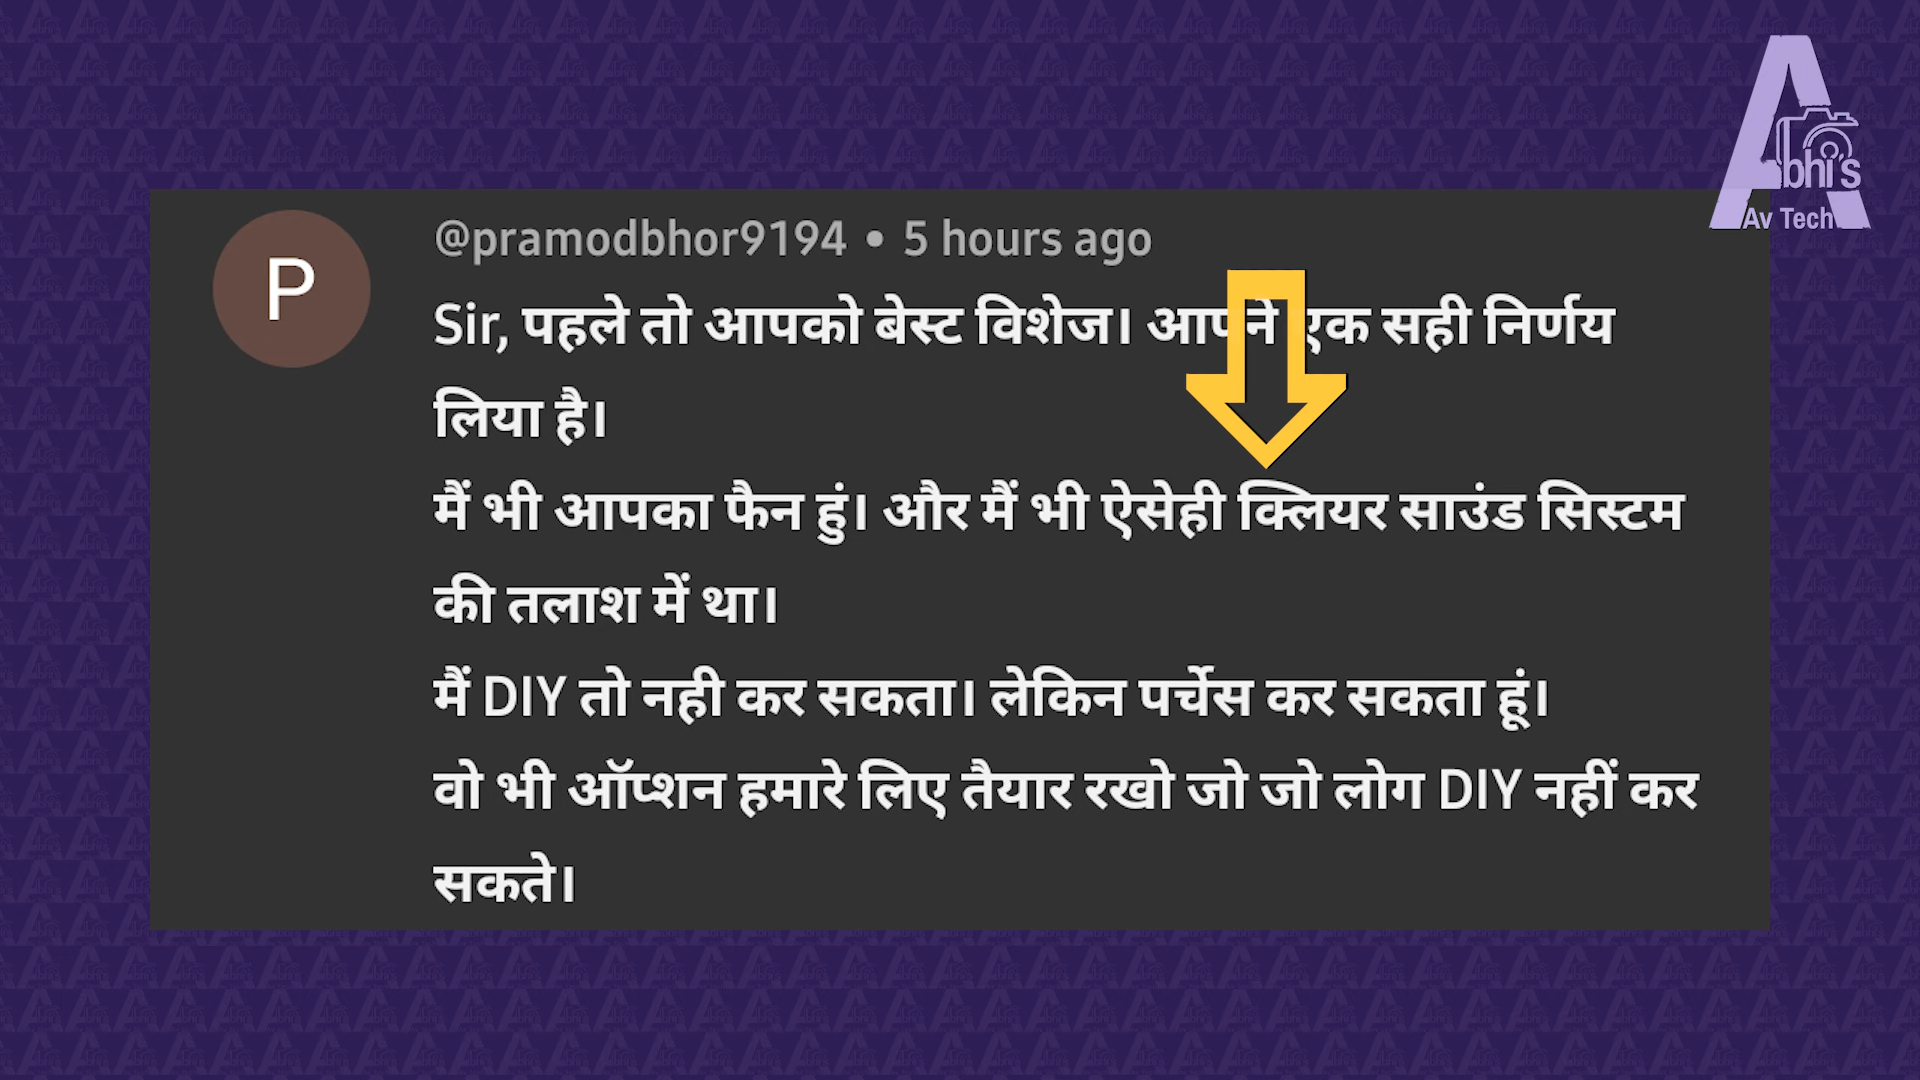 @pramodbhor9194 • 5 hours ago
P
Sir, पहले तो आपको बेस्ट विशेज। आपने एक सही निर्णय
लिया है।
मैं भी आपका फैन हुं। और मैं भी ऐसेही क्लियर साउंड सिस्टम
की तलाश में था।
मैं DIY तो नही कर सकता। लेकिन पर्चेस कर सकता हूं।
वो भी ऑप्शन हमारे लिए तैयार रखो जो जो लोग DIY नहीं कर
सकते।
Abhi's
Av Tech